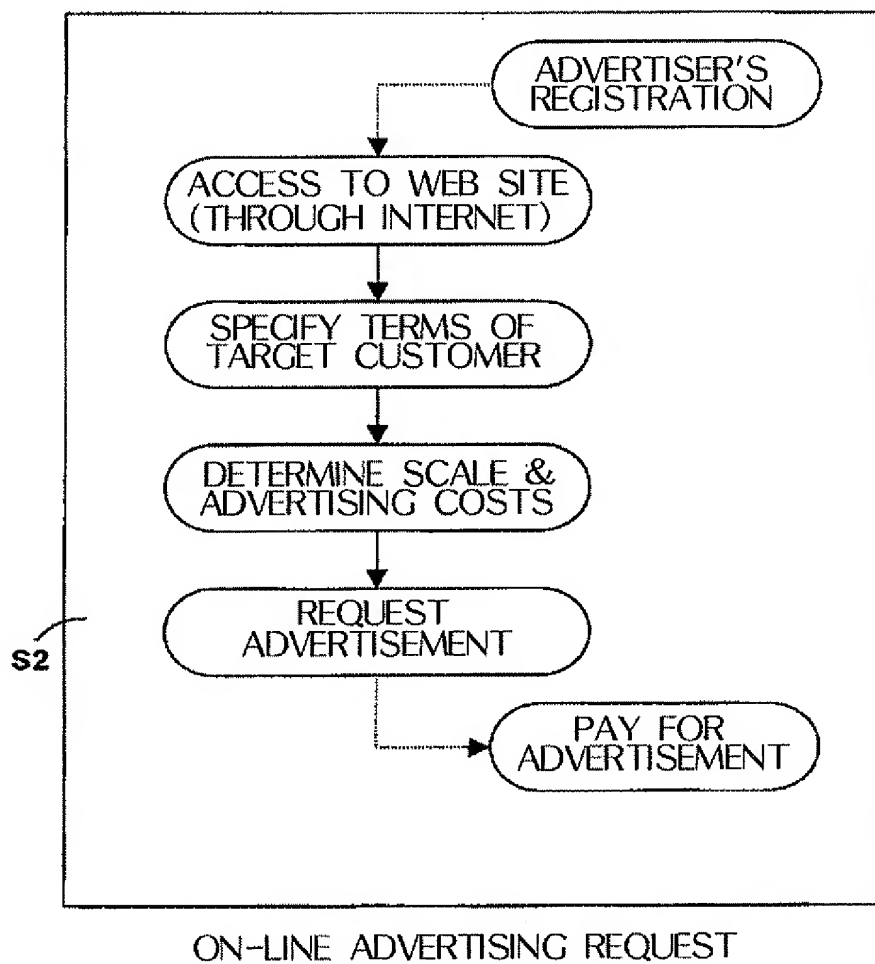 ADVERTISER'S
REGISTRATION
ACCESS TO WEB SITE
(THROUGH INTERNET)
SPECIFY TERMS OF
TARGET CUSTOMER
DETERMINE SCALE &
ADVERTISING COSTS
REQUEST
ADVERTISEMENT
S2
PAY FOR
ADVERTISEMENT
ON-LINE ADVERTISING REQUEST